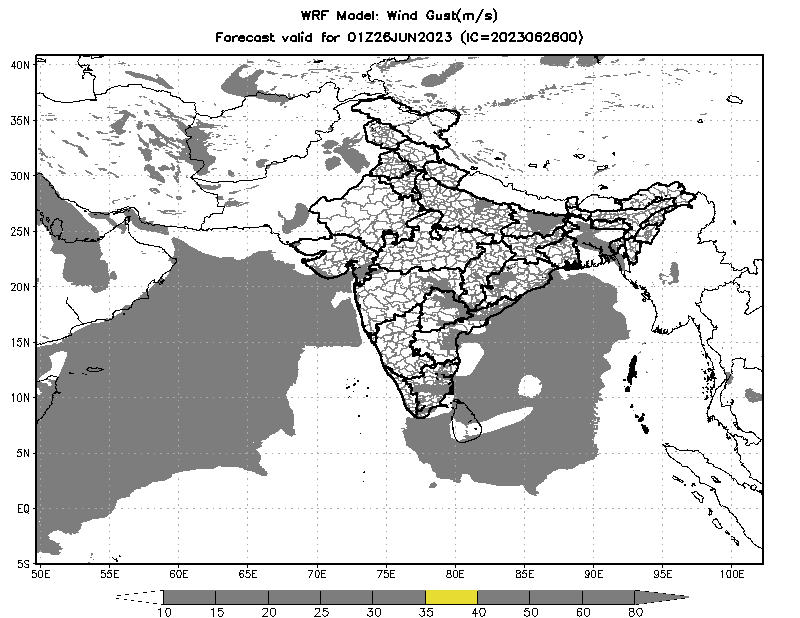 WRF Model: Wind Gust(m/s)
Forecast valid for 01Z26JUN2023 (IC=2023062600)
40N
35N
30N
25N
20N
15N
10N
5N
EQ
5S
50E 55E 60E 65E 70E 75E 80E 85E 90E 95E 100E
10 15 20 25 30 35 40 50 60 80